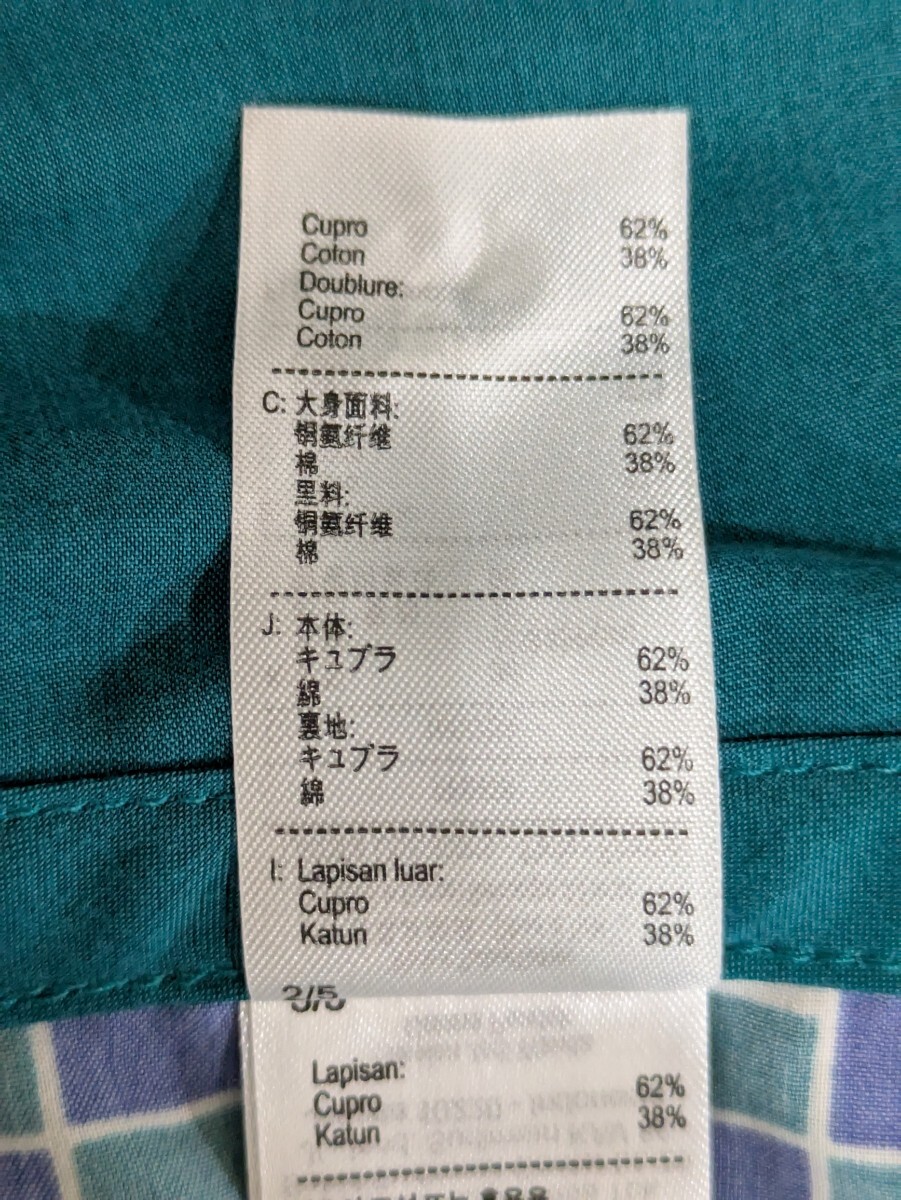 Cupro 62%
Coton 38%
Doublure:
Cupro 62%
Coton 38%
C: 大身面料:
铜氨纤维 62%
棉 38%
里料:
铜氨纤维 62%
棉 38%
J: 本体:
キュプラ 62%
綿 38%
裏地:
キュプラ 62%
綿 38%
I: Lapisan luar:
Cupro 62%
Katun 38%
Lapisan:
Cupro 62%
Katun 38%